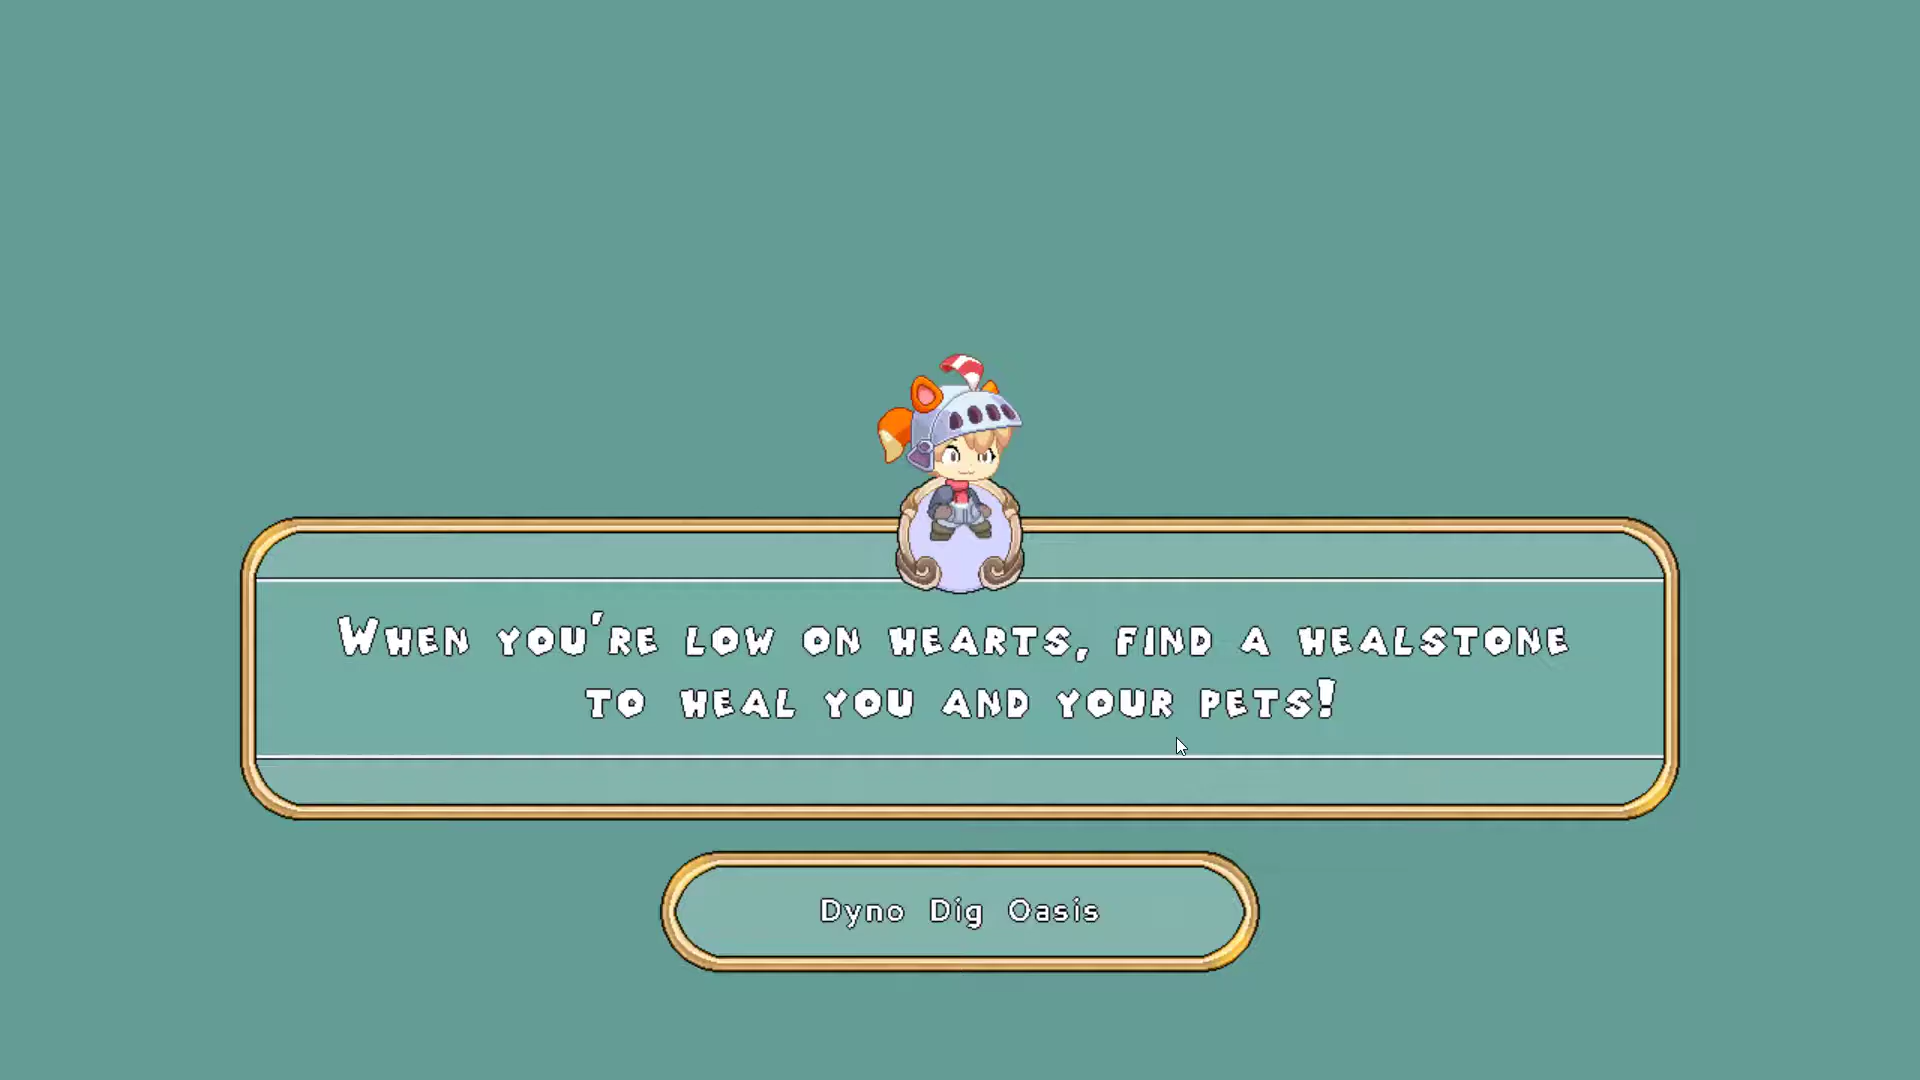 When you're low on hearts, find a healstone
to heal you and your pets!
Dyno Dig Oasis